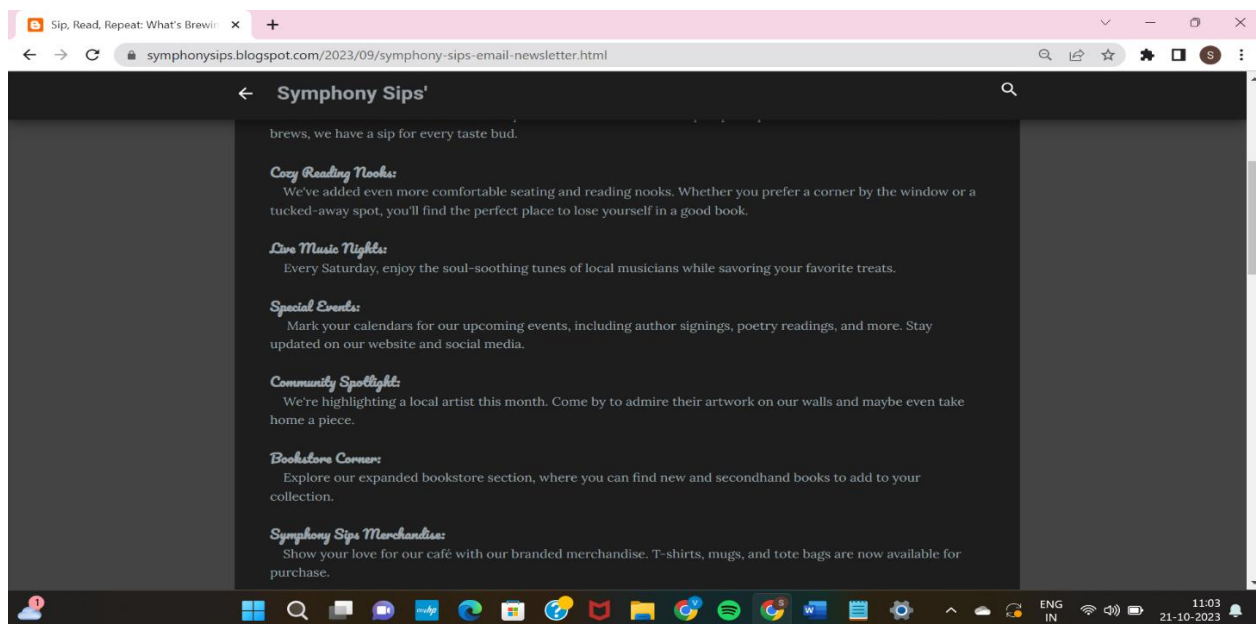 Sip, Read, Repeat: What's Brewin
symphonysips.blogspot.com/2023/09/symphony-sips-email-newsletter.html
S
Symphony Sips'
brews, we have a sip for every taste bud.
Cozy Reading Nooks:
We've added even more comfortable seating and reading nooks. Whether you prefer a corner by the window or a
tucked-away spot, you'll find the perfect place to lose yourself in a good book.
Live Music Nights:
Every Saturday, enjoy the soul-soothing tunes of local musicians while savoring your favorite treats.
Special Events:
Mark your calendars for our upcoming events, including author signings, poetry readings, and more. Stay
updated on our website and social media.
Community Spotlight:
We're highlighting a local artist this month. Come by to admire their artwork on our walls and maybe even take
home a piece.
Bookstore Corner:
Explore our expanded bookstore section, where you can find new and secondhand books to add to your
collection.
Symphony Sips Merchandise:
Show your love for our café with our branded merchandise. T-shirts, mugs, and tote bags are now available for
purchase.
1
myhp
V
S
ENG
IN
11:03
21-10-2023